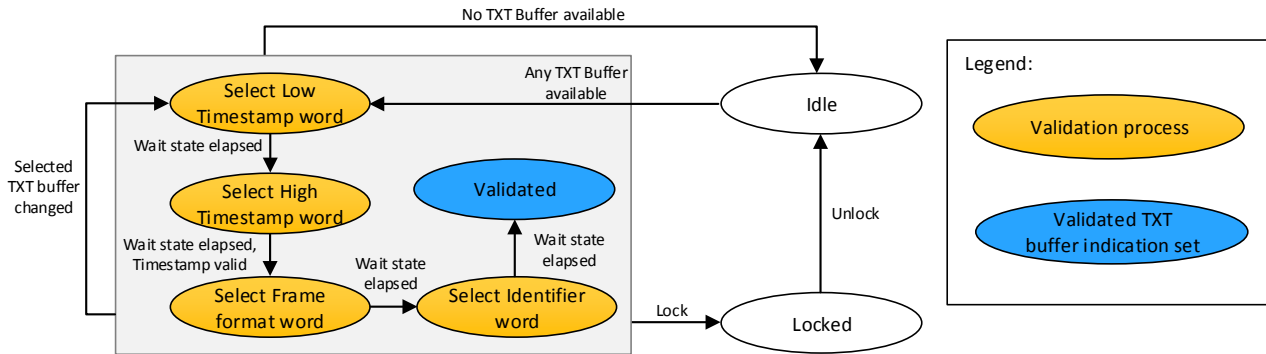 No TXT Buffer available
Select Low
Timestamp word
Any TXT Buffer
available
Idle
Wait state elapsed
Selected
TXT buffer
changed
Select High
Timestamp word
Validated
Unlock
Wait state elapsed,
Timestamp valid
Wait state
elapsed
Wait state
elapsed
Select Frame
format word
Select Identifier
word
Lock
Locked
Legend:
Validation process
Validated TXT
buffer indication set